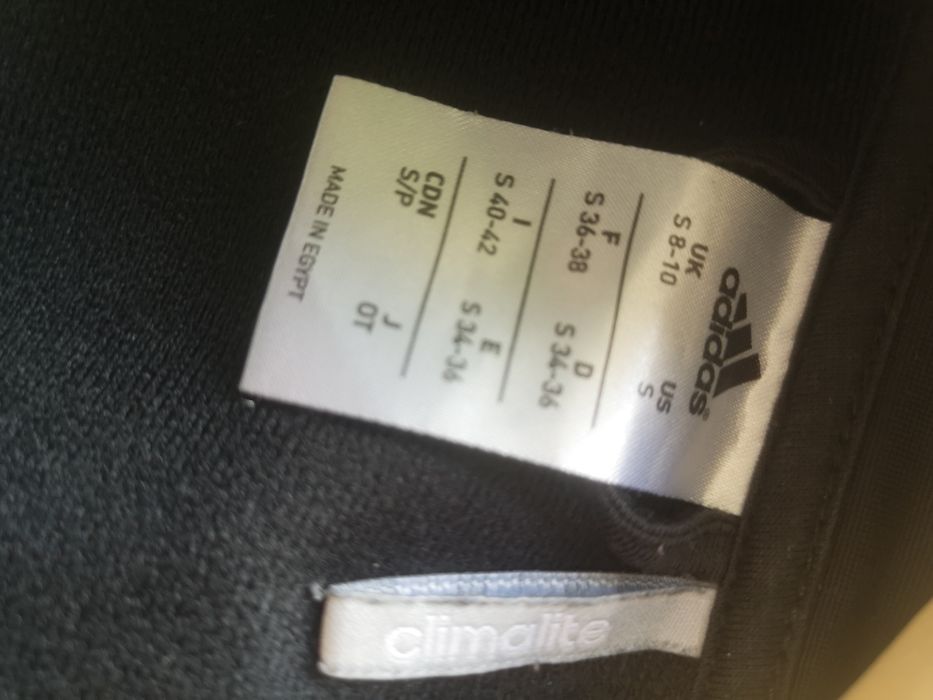 adidas®
UK US
S 8-10 S
F D
S 36-38 S 34-36
I E
S 40-42 S 34-36
CDN J
S/P OT
MADE IN EGYPT
climalite